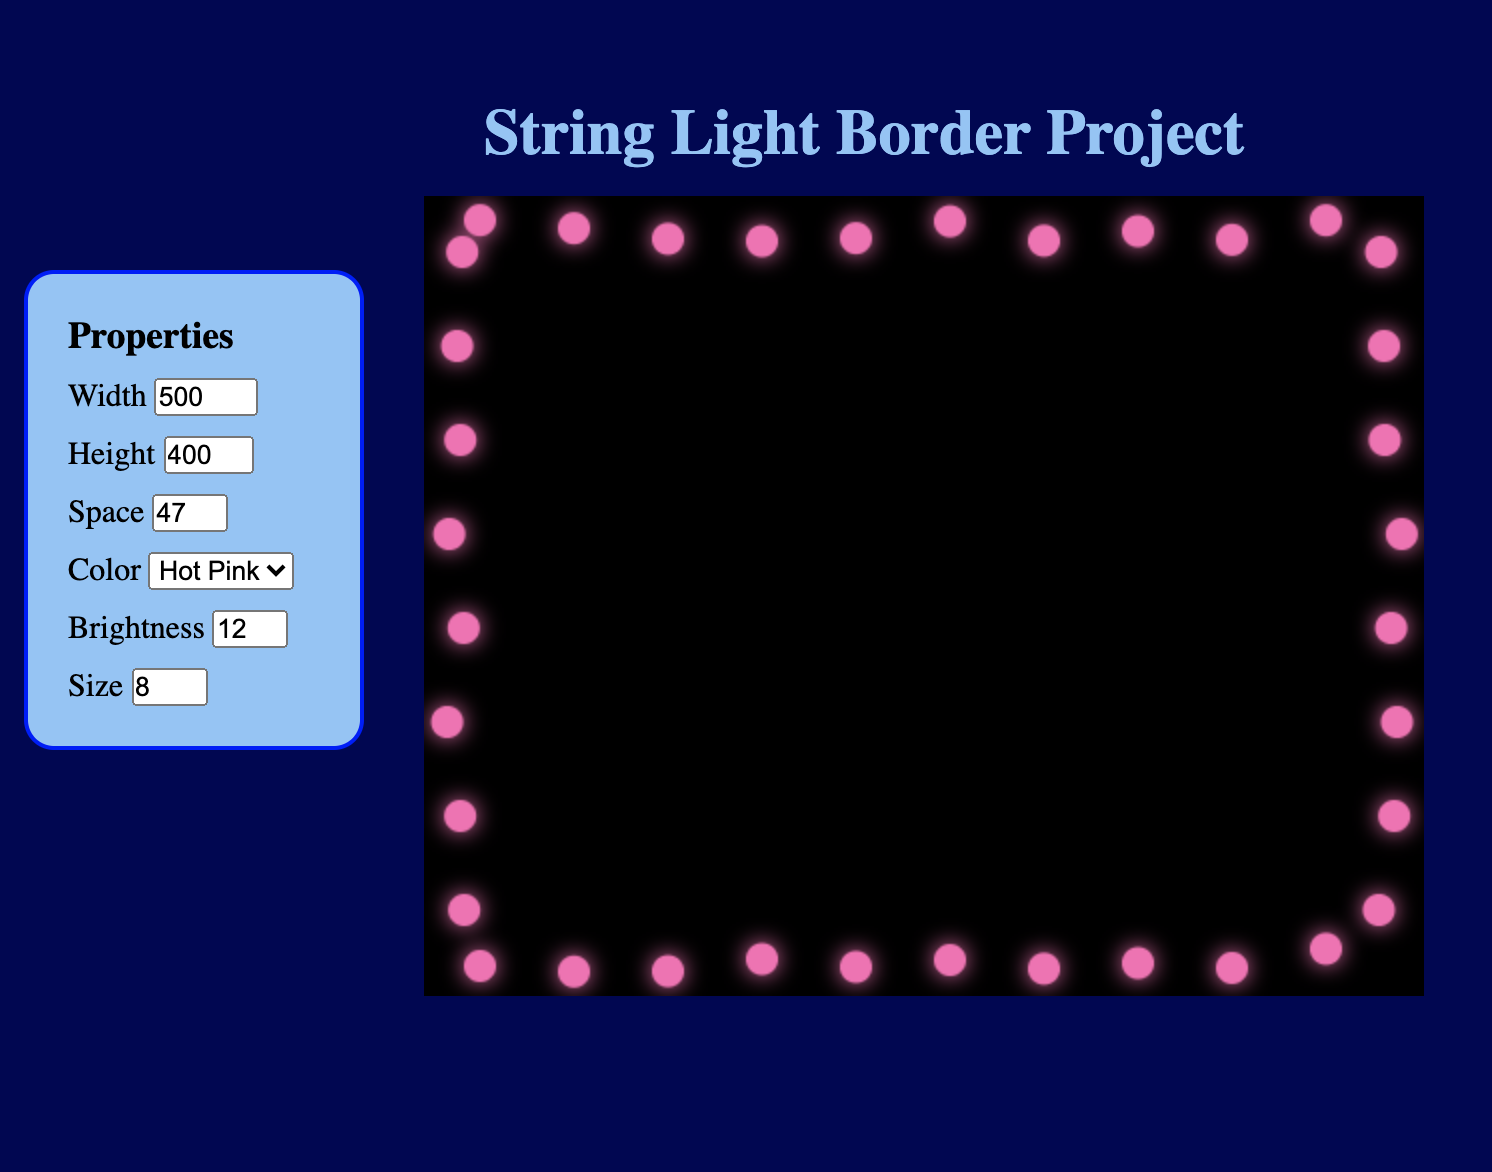 String Light Border Project
Properties
Width 500
Height 400
Space 47
Color Hot Pink
Brightness 12
Size 8